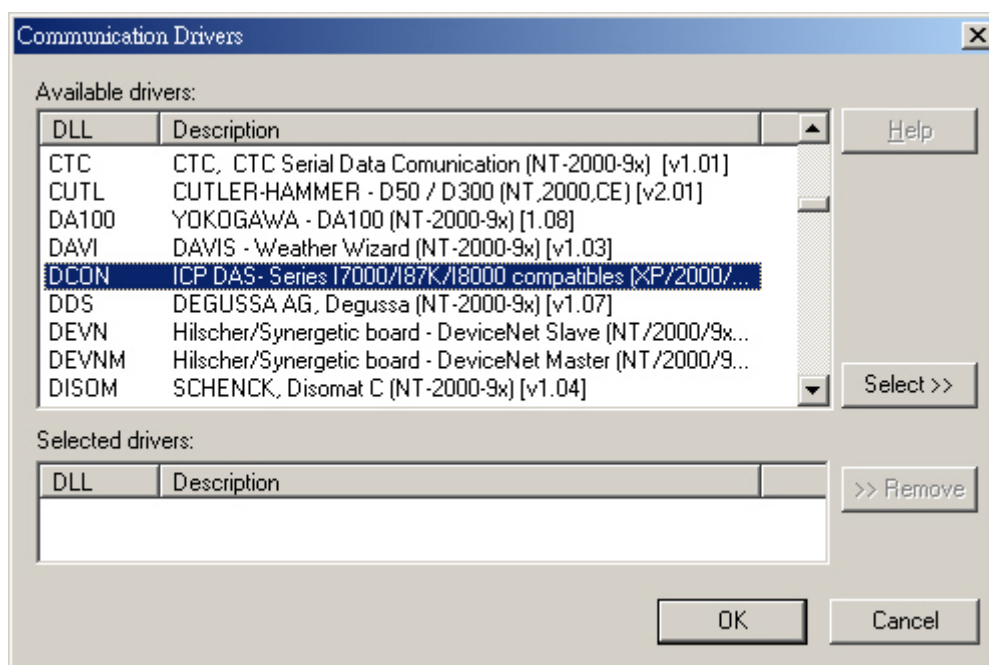 Communication Drivers
Available drivers:
DLL Description
Help
CTC CTC, CTC Serial Data Comunication (NT-2000-9x) [v1.01]
CUTL CUTLER-HAMMER - D50 / D300 (NT,2000,CE) [v2.01]
DA100 YOKOGAWA - DA100 (NT-2000-9x) [1.08]
DAVI DAVIS - Weather Wizard (NT-2000-9x) [v1.03]
DCON ICP DAS- Series I7000/I87K/I8000 compatibles (XP/2000/...
DDS DEGUSSA AG, Degussa (NT-2000-9x) [v1.07]
DEVN Hilscher/Synergetic board - DeviceNet Slave (NT/2000/9x...
DEVNM Hilscher/Synergetic board - DeviceNet Master (NT/2000/9...
DISOM SCHENCK, Disomat C (NT-2000-9x) [v1.04]
Select >>
Selected drivers:
DLL Description
>> Remove
OK Cancel